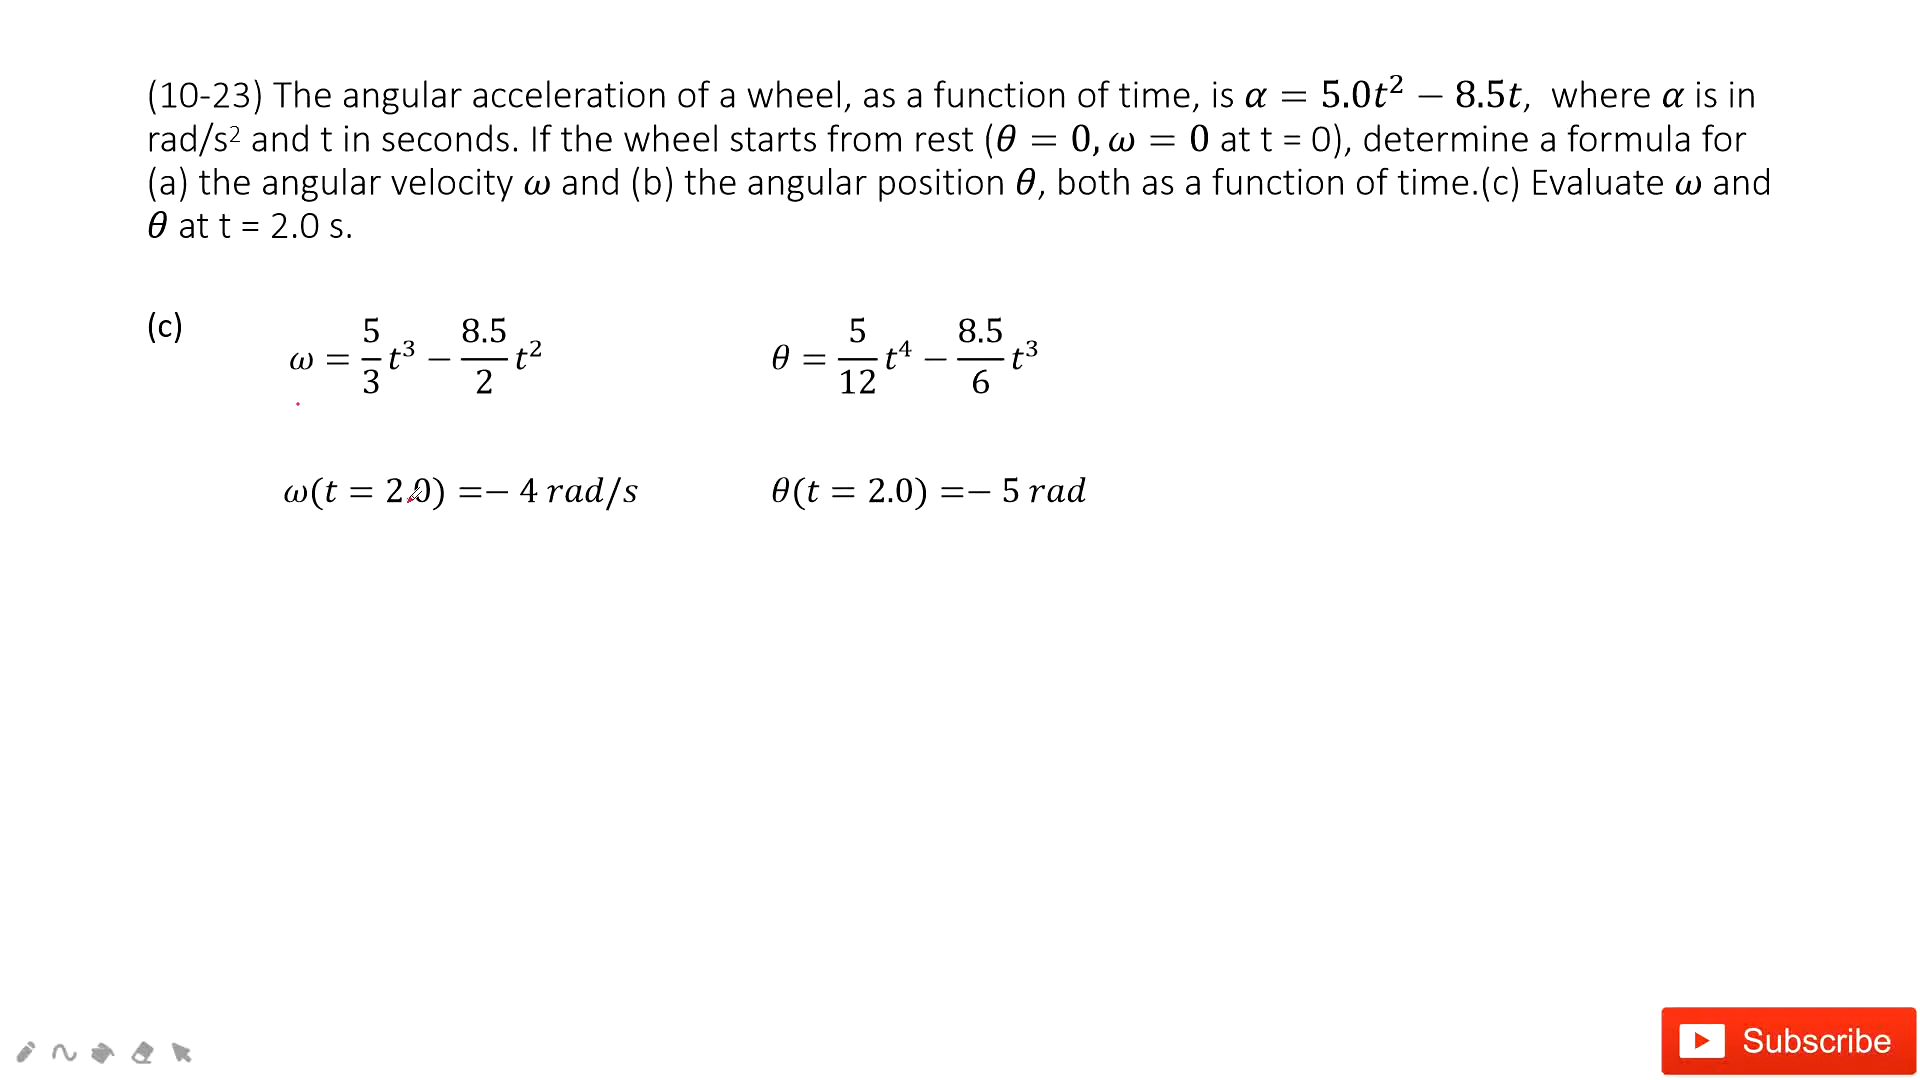 (10-23) The angular acceleration of a wheel, as a function of time, is α = 5.0t² − 8.5t, where α is in
rad/s² and t in seconds. If the wheel starts from rest (θ = 0, ω = 0 at t = 0), determine a formula for
(a) the angular velocity ω and (b) the angular position θ, both as a function of time.(c) Evaluate ω and
θ at t = 2.0 s.
(c)
ω = 5/3 t³ − 8.5/2 t²
θ = 5/12 t⁴ − 8.5/6 t³
ω(t = 2.0) =− 4 rad/s
θ(t = 2.0) =− 5 rad
Subscribe